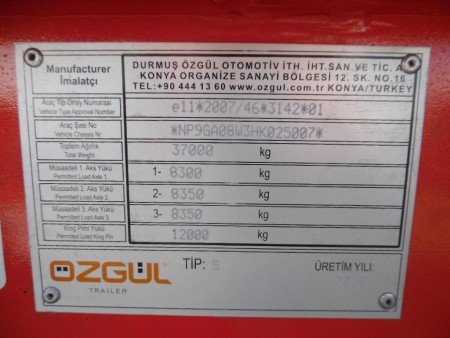 Manufacturer
İmalatçı
DURMUŞ ÖZGÜL OTOMOTİV İTH. İHT.SAN.VE TİC. A.
KONYA ORGANİZE SANAYİ BÖLGESİ 12. SK. NO.16
TEL:+90 444 13 60 www.ozgul.com.tr KONYA/TURKEY
Araç Tip Onay Numarası
Vehicle Type Approval Number
e11*2007/46*3142*01
Araç Şasi No
Vehicle Chassis Nr.
*NP9GA08W3HK025007*
Toplam Ağırlık
Total Weight
37000 kg
Müsaadeli 1. Aks Yükü
Permitted Load Axle 1.
1- 8300 kg
Müsaadeli 2. Aks Yükü
Permitted Load Axle 2.
2- 8350 kg
Müsaadeli 3. Aks Yükü
Permitted Load Axle 3.
3- 8350 kg
King Pimi Yükü
Permitted Load King Pin
12000 kg
ÖZGÜL
TRAILER
TİP:
ÜRETİM YILI: